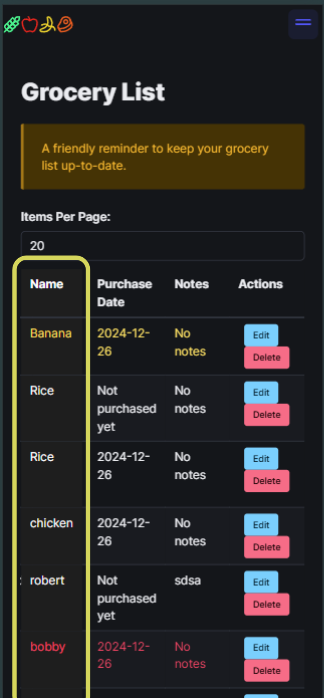 Grocery List
A friendly reminder to keep your grocery
list up-to-date.
Items Per Page:
20
Name Purchase Date Notes Actions
Banana 2024-12-26 No notes Edit Delete
Rice Not purchased yet No notes Edit Delete
Rice 2024-12-26 No notes Edit Delete
chicken 2024-12-26 No notes Edit Delete
robert Not purchased yet sdsa Edit Delete
bobby 2024-12-26 No notes Edit Delete